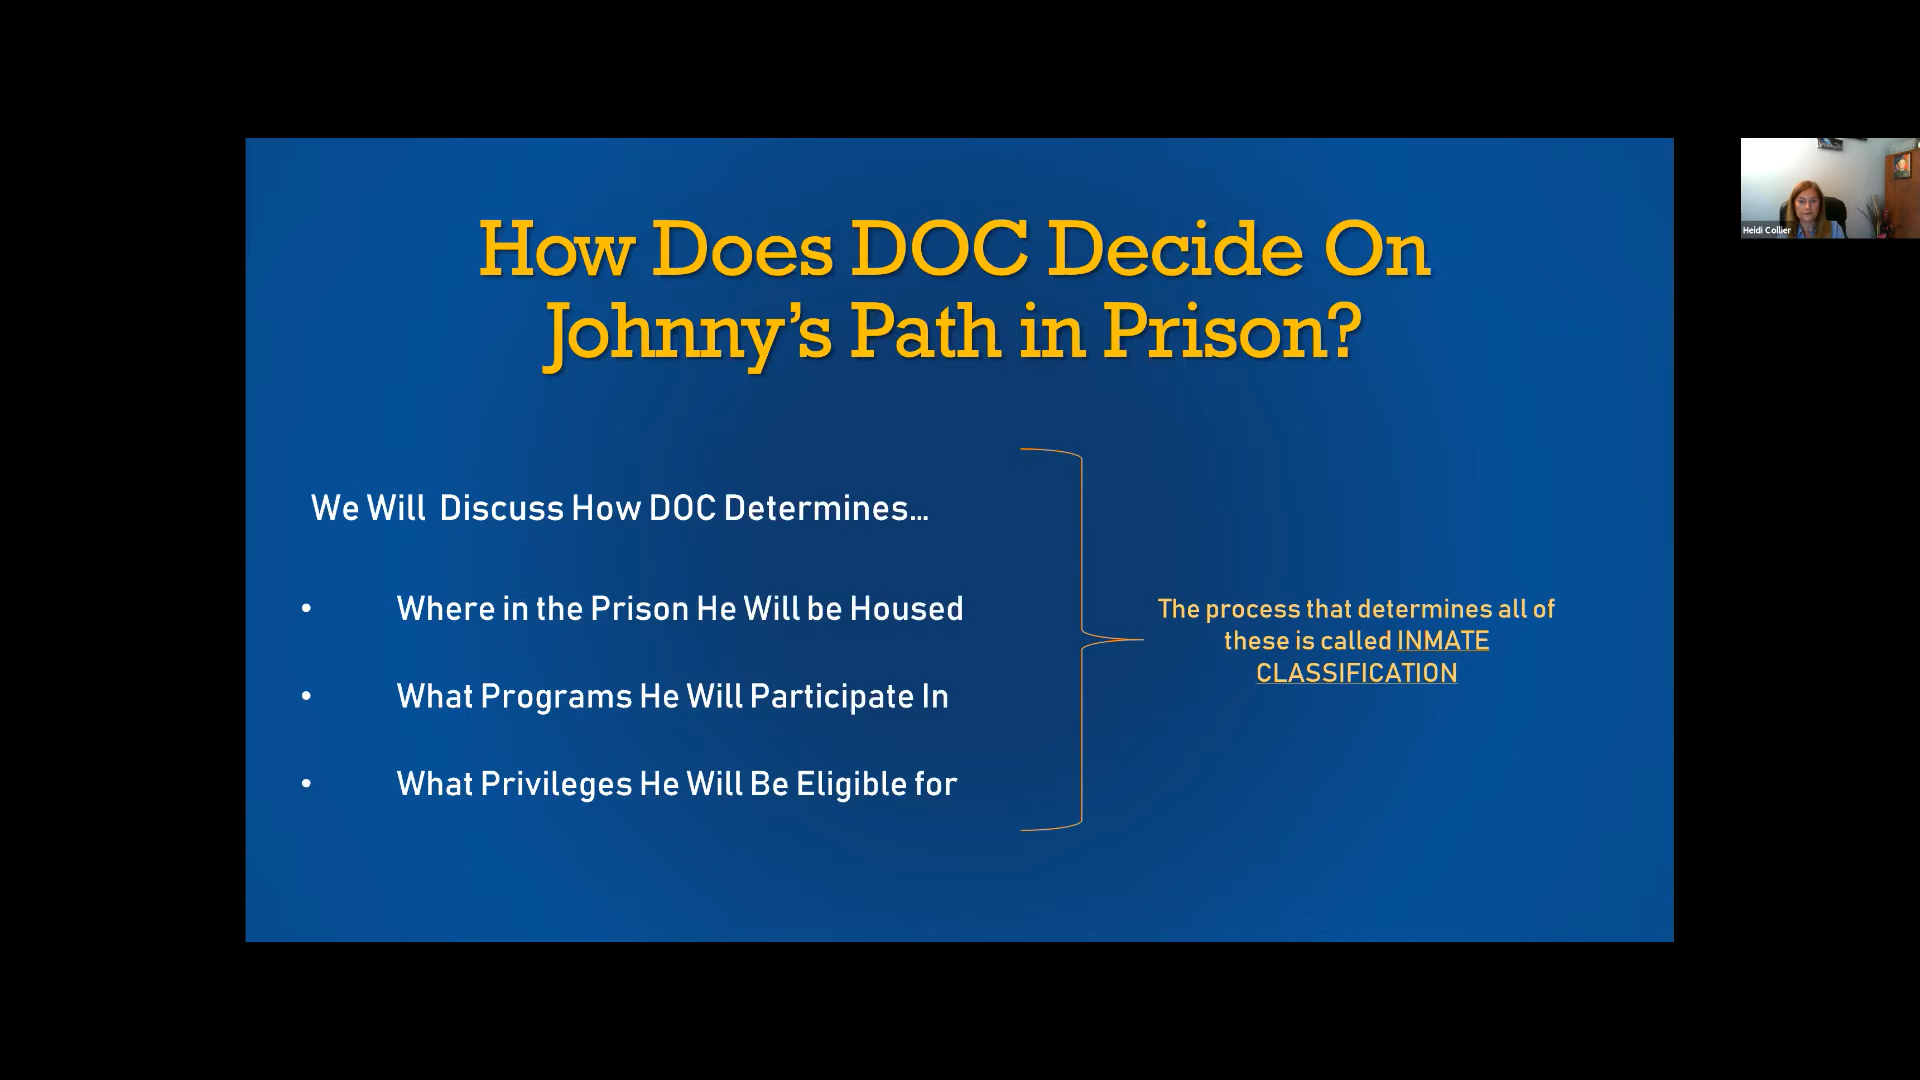 How Does DOC Decide On
Johnny’s Path in Prison?
We Will Discuss How DOC Determines...
• Where in the Prison He Will be Housed
• What Programs He Will Participate In
• What Privileges He Will Be Eligible for
The process that determines all of
these is called INMATE
CLASSIFICATION
Heidi Collier